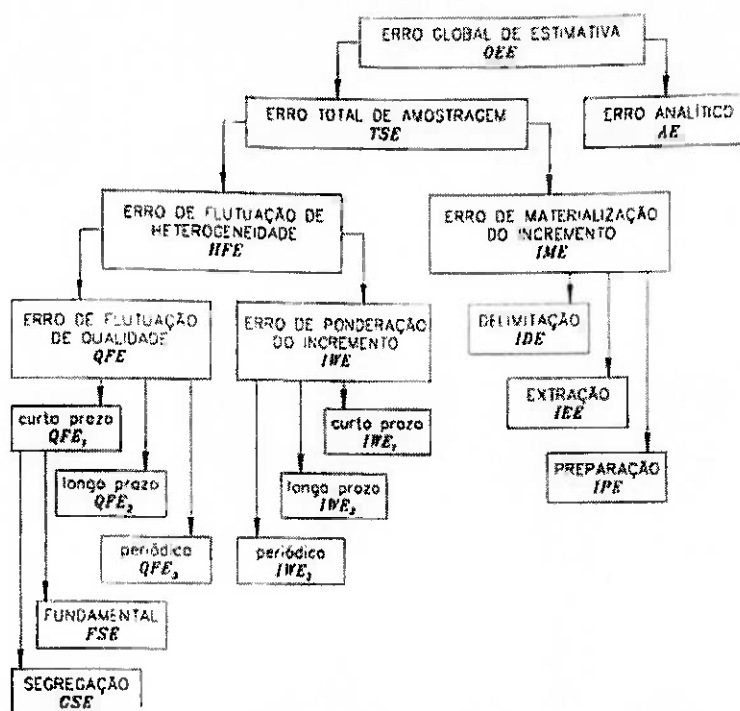 ERRO GLOBAL DE ESTIMATIVA
OEE
ERRO TOTAL DE AMOSTRAGEM
TSE
ERRO ANALÍTICO
AE
ERRO DE FLUTUAÇÃO DE
HETEROGENEIDADE
HFE
ERRO DE MATERIALIZAÇÃO
DO INCREMENTO
IME
ERRO DE FLUTUAÇÃO
DE QUALIDADE
QFE
ERRO DE PONDERAÇÃO
DO INCREMENTO
IWE
DELIMITAÇÃO
IDE
EXTRAÇÃO
IEE
PREPARAÇÃO
IPE
curto prazo
QFE₁
curto prazo
IWE₁
longo prazo
QFE₂
longo prazo
IWE₂
periódico
QFE₃
periódico
IWE₃
FUNDAMENTAL
FSE
SEGREGAÇÃO
GSE